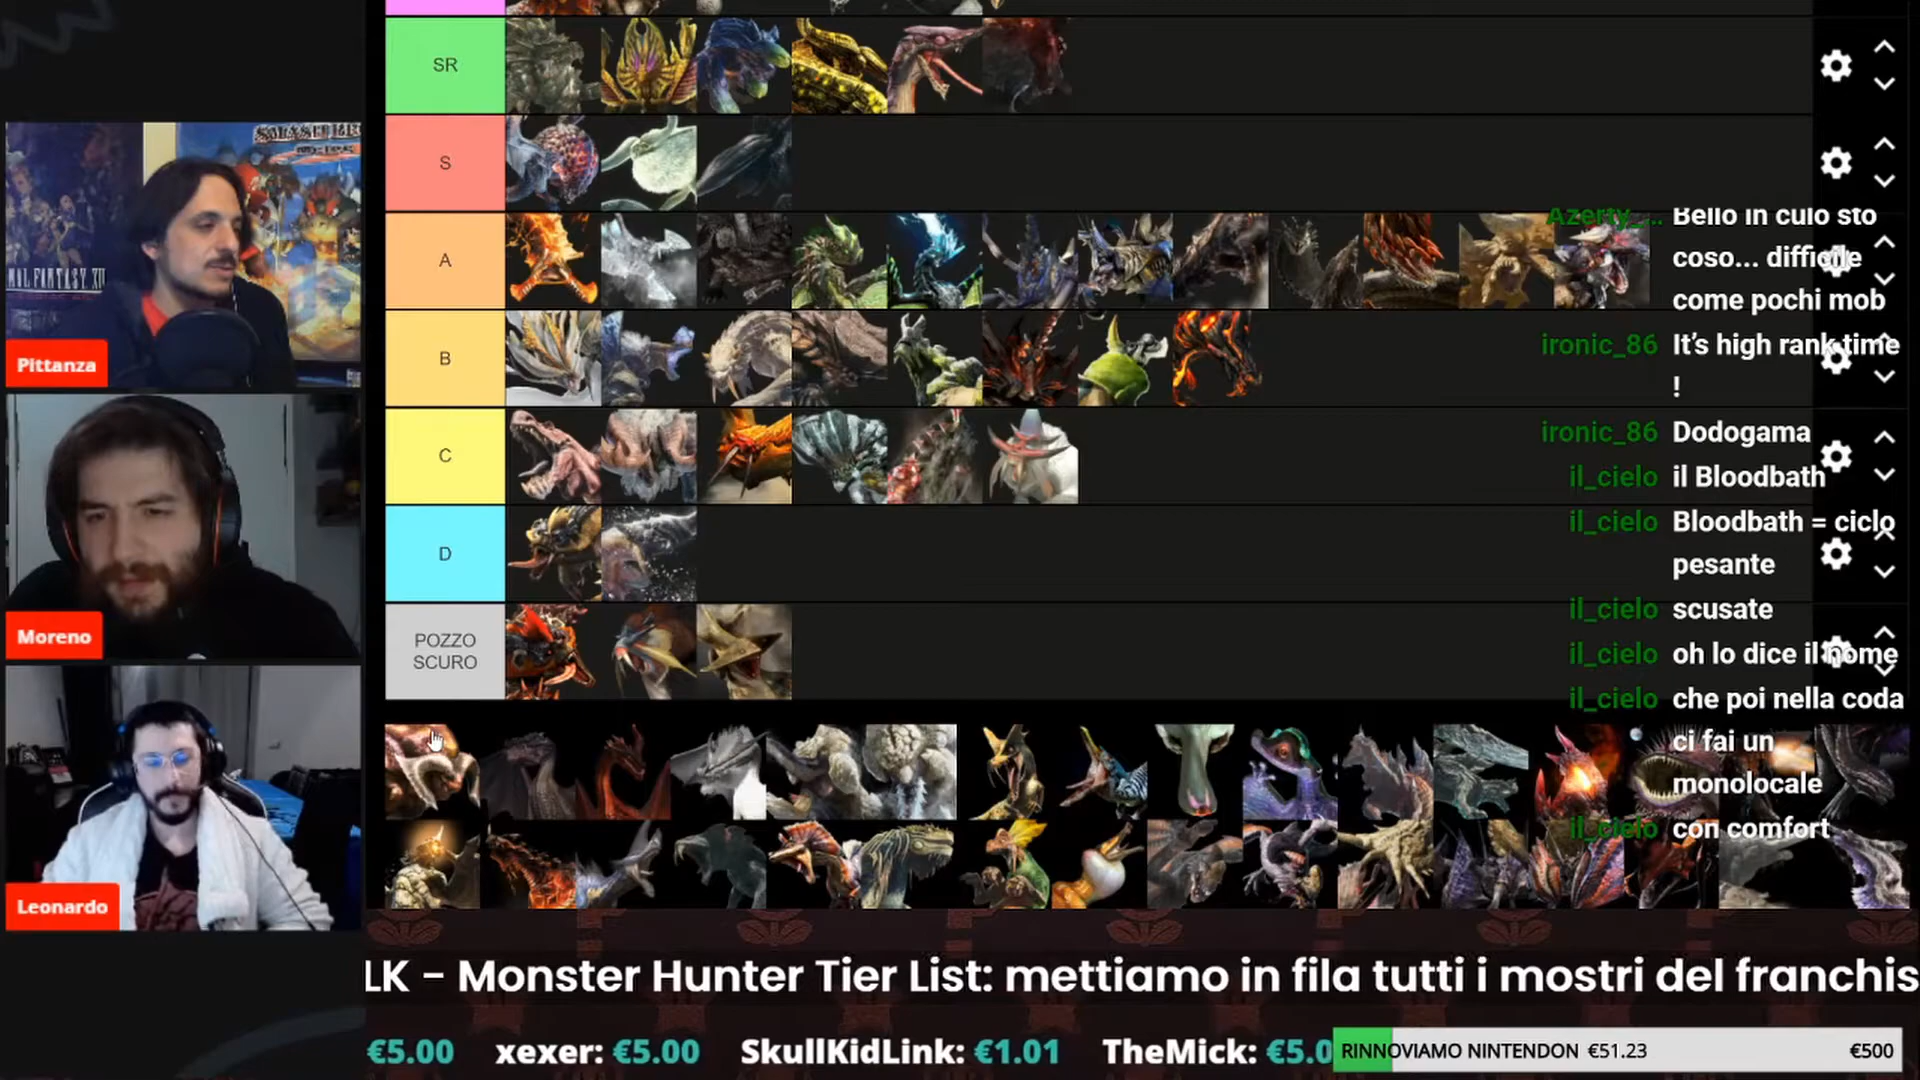 SR
S
A
B
C
D
POZZO
SCURO
Pittanza
Moreno
Leonardo
Azerty_... Bello in culo sto
coso... difficile
come pochi mob
ironic_86 It's high rank time
!
ironic_86 Dodogama
il_cielo il Bloodbath
il_cielo Bloodbath = ciclo
pesante
il_cielo scusate
il_cielo oh lo dice il nome
il_cielo che poi nella coda
ci fai un
monolocale
il_cielo con comfort
LK – Monster Hunter Tier List: mettiamo in fila tutti i mostri del franchis
€5.00 xexer: €5.00 SkullKidLink: €1.01 TheMick: €5.0
RINNOVIAMO NINTENDON €51.23 €500